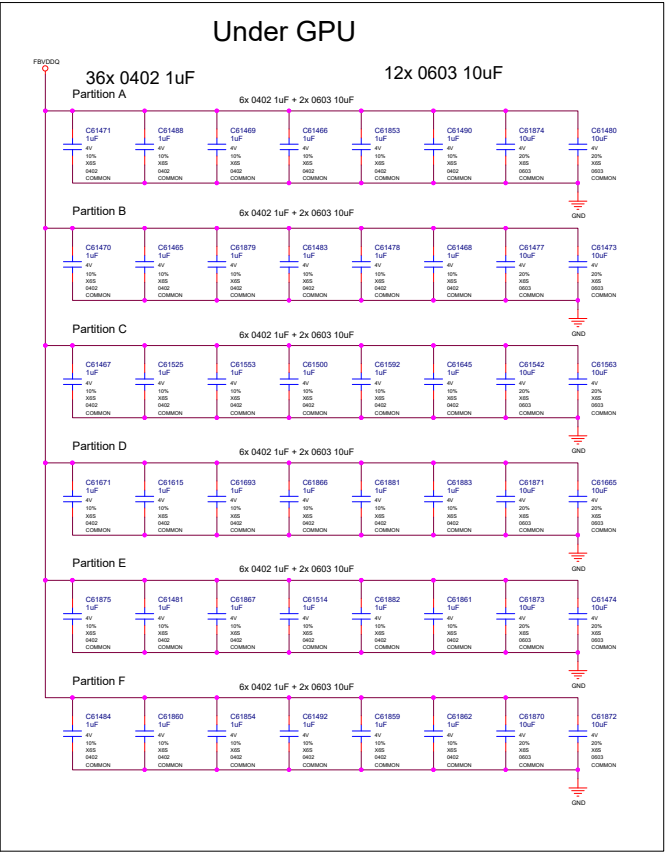 Under GPU
FBVDDQ
36x 0402 1uF
12x 0603 10uF
Partition A
6x 0402 1uF + 2x 0603 10uF
C61471 C61488 C61469 C61466 C61853 C61490 C61874 C61480
1uF 1uF 1uF 1uF 1uF 1uF 10uF 10uF
4V 4V 4V 4V 4V 4V 4V 4V
10% 10% 10% 10% 10% 10% 20% 20%
X6S X6S X6S X6S X6S X6S X6S X6S
0402 0402 0402 0402 0402 0402 0603 0603
COMMON COMMON COMMON COMMON COMMON COMMON COMMON COMMON
GND
Partition B
6x 0402 1uF + 2x 0603 10uF
C61470 C61465 C61879 C61483 C61478 C61468 C61477 C61473
1uF 1uF 1uF 1uF 1uF 1uF 10uF 10uF
4V 4V 4V 4V 4V 4V 4V 4V
10% 10% 10% 10% 10% 10% 20% 20%
X6S X6S X6S X6S X6S X6S X6S X6S
0402 0402 0402 0402 0402 0402 0603 0603
COMMON COMMON COMMON COMMON COMMON COMMON COMMON COMMON
GND
Partition C
6x 0402 1uF + 2x 0603 10uF
C61467 C61525 C61553 C61500 C61592 C61645 C61542 C61563
1uF 1uF 1uF 1uF 1uF 1uF 10uF 10uF
4V 4V 4V 4V 4V 4V 4V 4V
10% 10% 10% 10% 10% 10% 20% 20%
X6S X6S X6S X6S X6S X6S X6S X6S
0402 0402 0402 0402 0402 0402 0603 0603
COMMON COMMON COMMON COMMON COMMON COMMON COMMON COMMON
GND
Partition D
6x 0402 1uF + 2x 0603 10uF
C61671 C61615 C61693 C61866 C61881 C61883 C61871 C61665
1uF 1uF 1uF 1uF 1uF 1uF 10uF 10uF
4V 4V 4V 4V 4V 4V 4V 4V
10% 10% 10% 10% 10% 10% 20% 20%
X6S X6S X6S X6S X6S X6S X6S X6S
0402 0402 0402 0402 0402 0402 0603 0603
COMMON COMMON COMMON COMMON COMMON COMMON COMMON COMMON
GND
Partition E
6x 0402 1uF + 2x 0603 10uF
C61875 C61481 C61867 C61514 C61882 C61861 C61873 C61474
1uF 1uF 1uF 1uF 1uF 1uF 10uF 10uF
4V 4V 4V 4V 4V 4V 4V 4V
10% 10% 10% 10% 10% 10% 20% 20%
X6S X6S X6S X6S X6S X6S X6S X6S
0402 0402 0402 0402 0402 0402 0603 0603
COMMON COMMON COMMON COMMON COMMON COMMON COMMON COMMON
GND
Partition F
6x 0402 1uF + 2x 0603 10uF
C61484 C61860 C61854 C61492 C61859 C61862 C61870 C61872
1uF 1uF 1uF 1uF 1uF 1uF 10uF 10uF
4V 4V 4V 4V 4V 4V 4V 4V
10% 10% 10% 10% 10% 10% 20% 20%
X6S X6S X6S X6S X6S X6S X6S X6S
0402 0402 0402 0402 0402 0402 0603 0603
COMMON COMMON COMMON COMMON COMMON COMMON COMMON COMMON
GND